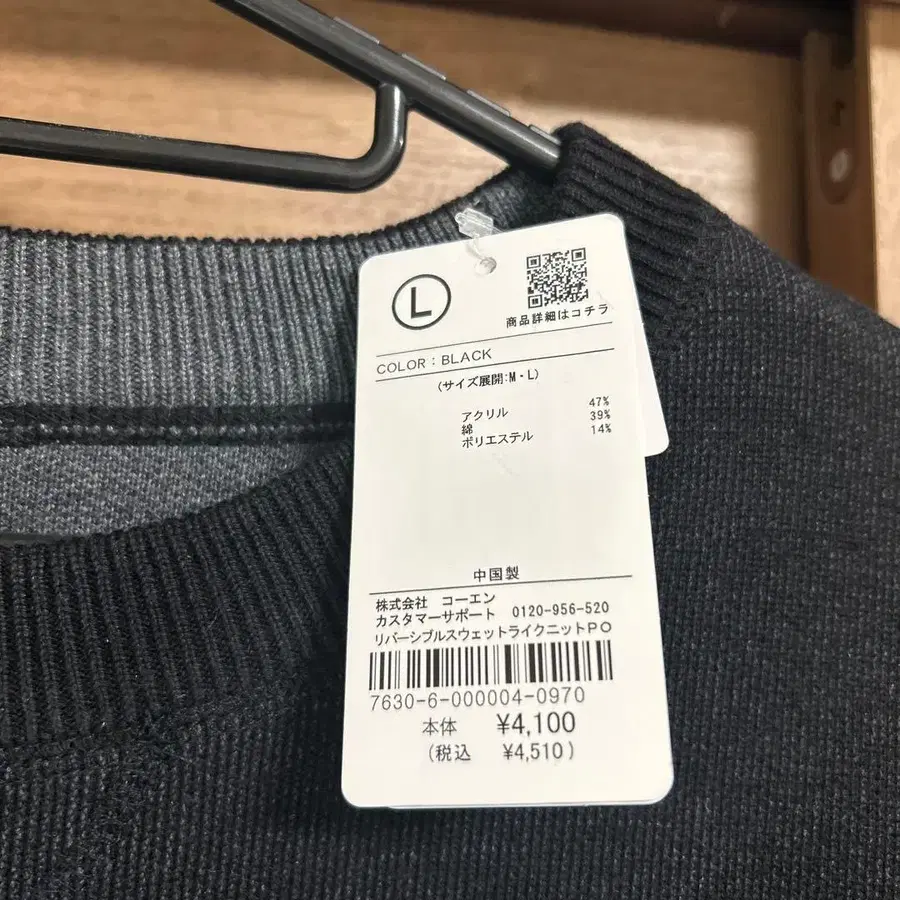 L
商品詳細はコチラ
COLOR：BLACK
(サイズ展開:M・L)
アクリル 47%
綿 39%
ポリエステル 14%
中国製
株式会社 コーエン
カスタマーサポート 0120-956-520
リバーシブルスウェットライクニットPO
7630-6-000004-0970
本体 ¥4,100
(税込 ¥4,510)